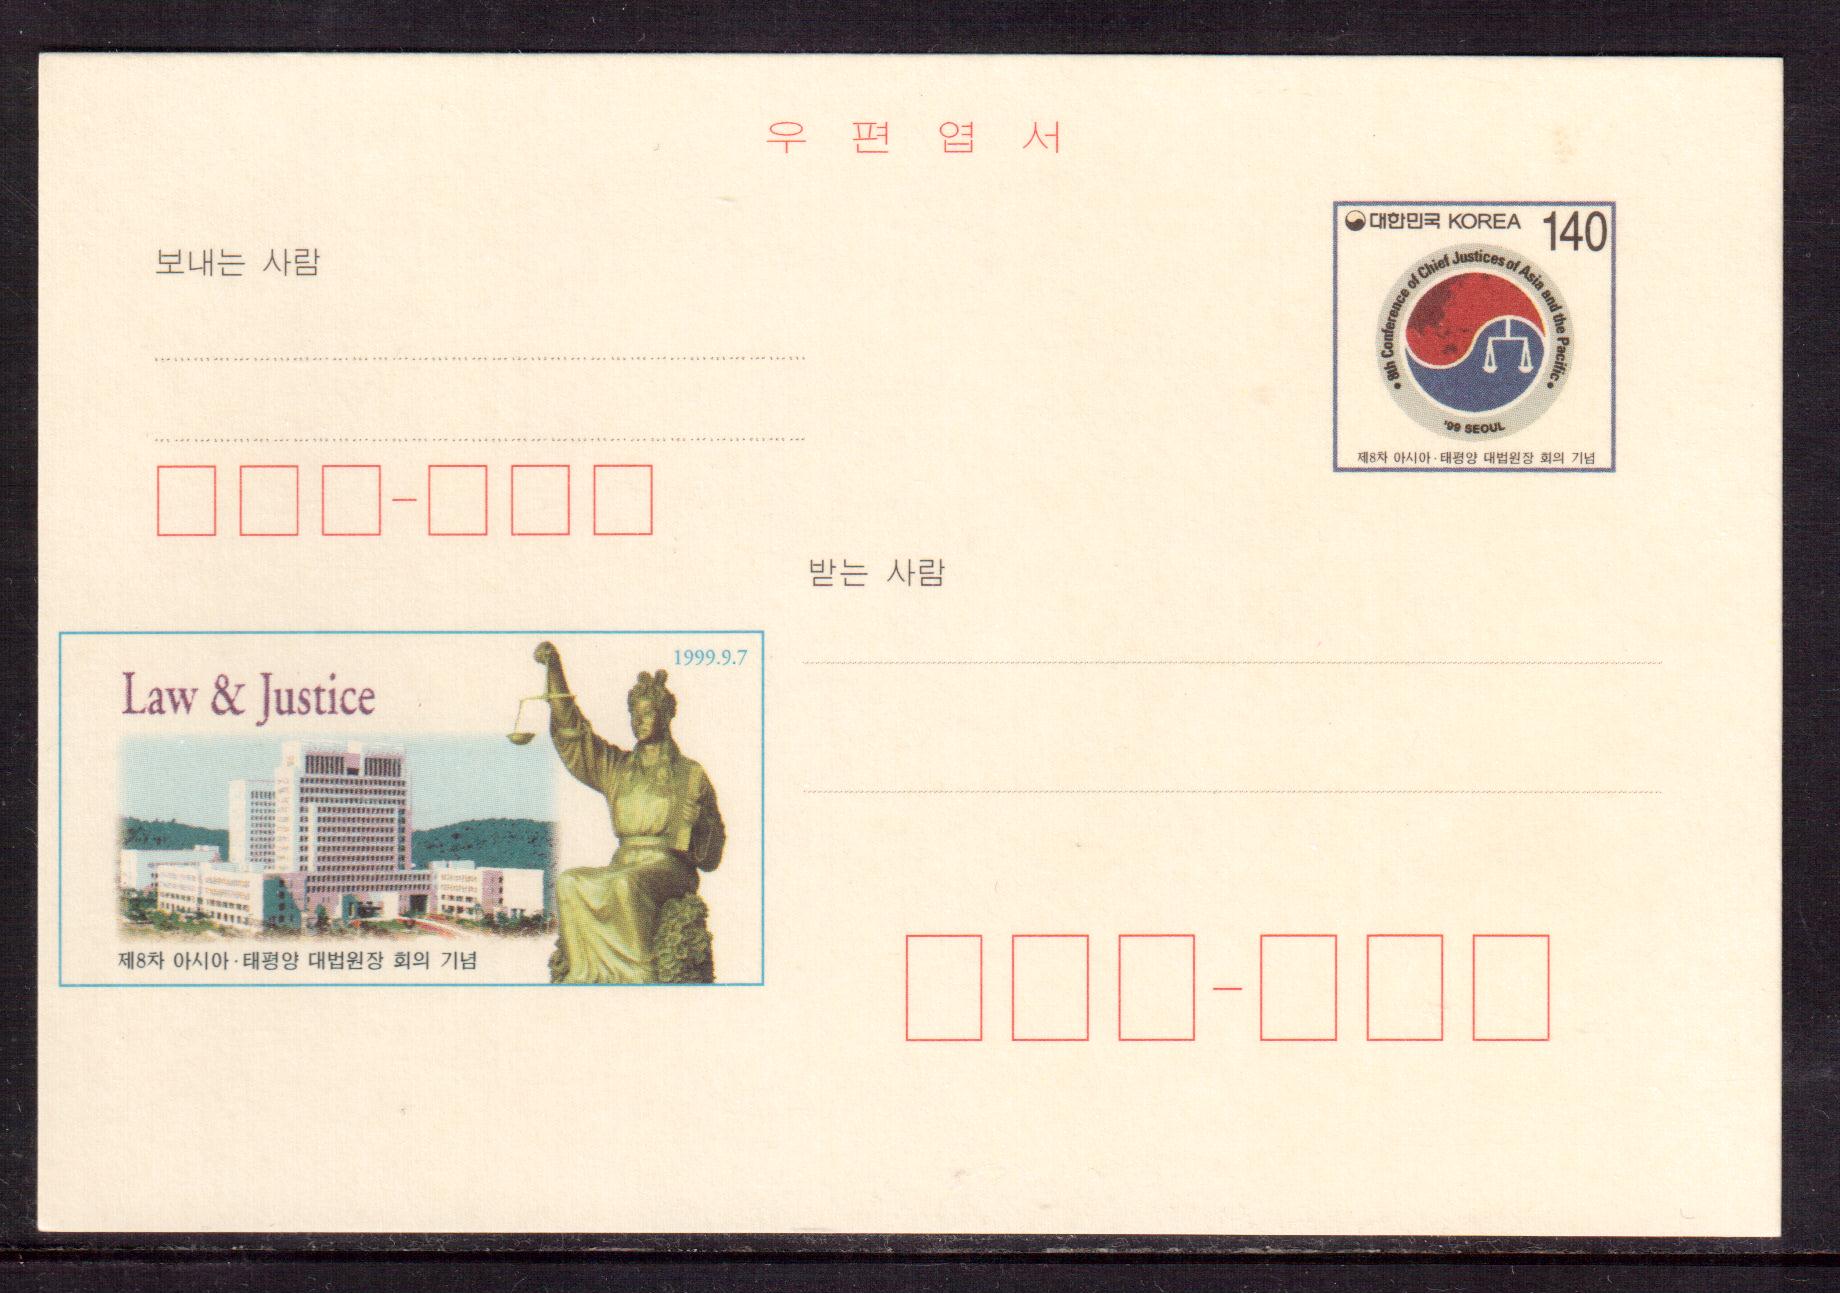 우 편 엽 서
보내는 사람
대한민국 KOREA 140
• 8th Conference of Chief Justices of Asia and the Pacific •
'99 SEOUL
제8차 아시아·태평양 대법원장 회의 기념
받는 사람
1999.9.7
Law & Justice
제8차 아시아·태평양 대법원장 회의 기념